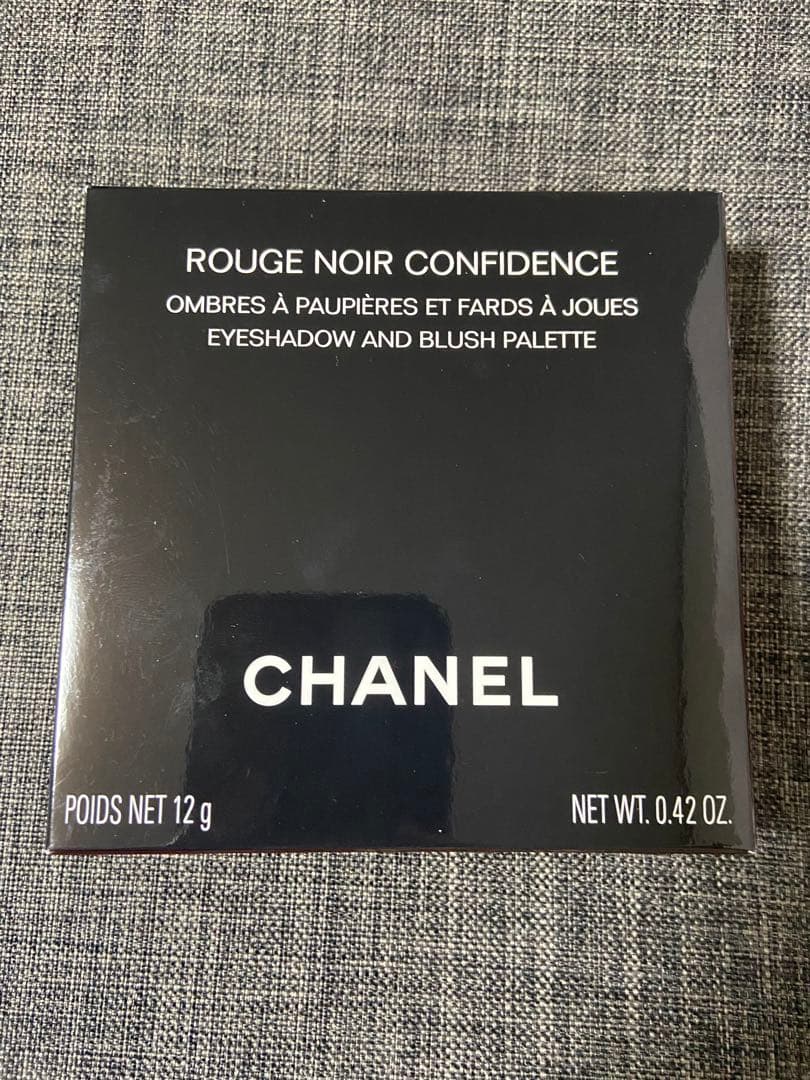 ROUGE NOIR CONFIDENCE
OMBRES À PAUPIÈRES ET FARDS À JOUES
EYESHADOW AND BLUSH PALETTE
CHANEL
POIDS NET 12 g
NET WT. 0.42 OZ.